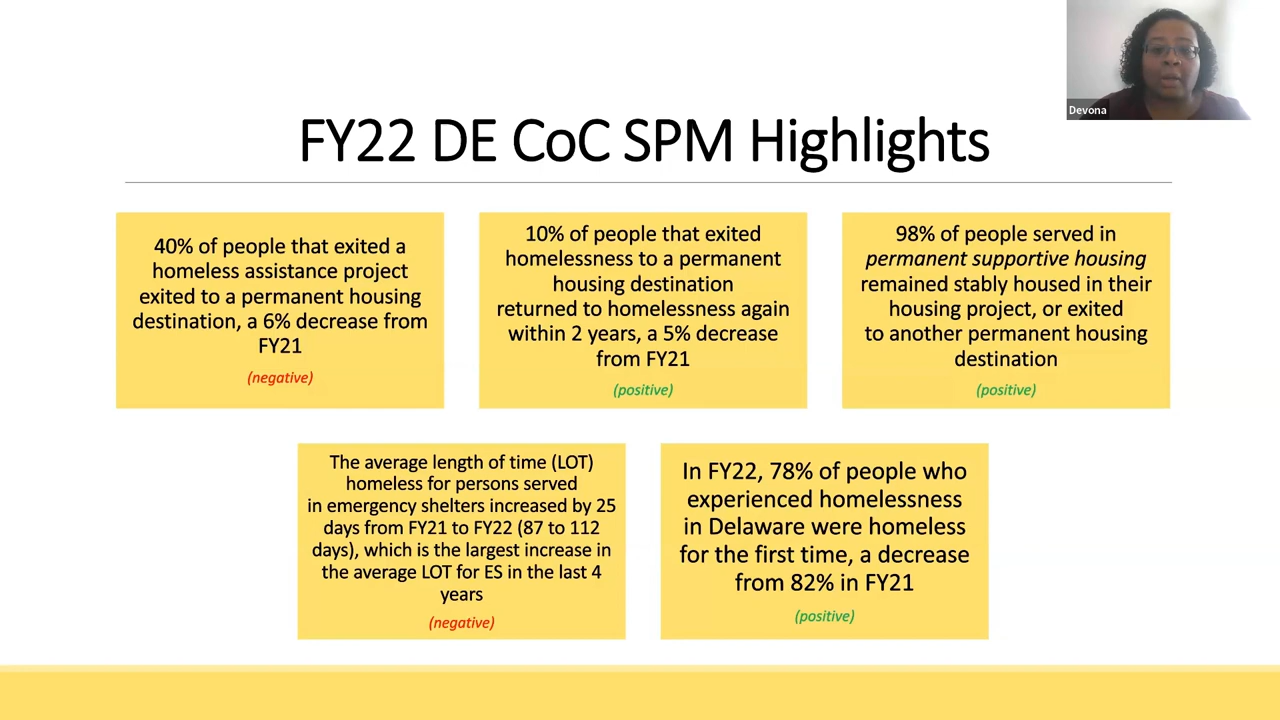 Devona
FY22 DE CoC SPM Highlights
40% of people that exited a
homeless assistance project
exited to a permanent housing
destination, a 6% decrease from
FY21
(negative)
10% of people that exited
homelessness to a permanent
housing destination
returned to homelessness again
within 2 years, a 5% decrease
from FY21
(positive)
98% of people served in
permanent supportive housing
remained stably housed in their
housing project, or exited
to another permanent housing
destination
(positive)
The average length of time (LOT)
homeless for persons served
in emergency shelters increased by 25
days from FY21 to FY22 (87 to 112
days), which is the largest increase in
the average LOT for ES in the last 4
years
(negative)
In FY22, 78% of people who
experienced homelessness
in Delaware were homeless
for the first time, a decrease
from 82% in FY21
(positive)